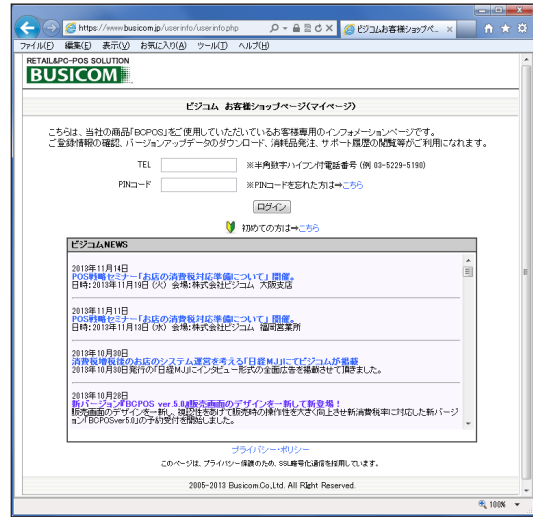 https://www.busicom.jp/userinfo/userinfo.php
ビジコムお客様ショップペ...
ファイル(F) 編集(E) 表示(V) お気に入り(A) ツール(T) ヘルプ(H)
RETAIL&PC-POS SOLUTION
BUSICOM
ビジコム お客様ショップページ(マイページ)
こちらは、当社の商品「BCPOS」をご使用していただいているお客様専用のインフォメーションページです。
ご登録情報の確認、バージョンアップデータのダウンロード、消耗品発注、サポート履歴の閲覧等がご利用になれます。
TEL ※半角数字ハイフン付電話番号 (例 03-5229-5190)
PINコード ※PINコードを忘れた方は⇒こちら
ログイン
初めての方は⇒こちら
ビジコムNEWS
2013年11月14日
POS戦略セミナー「お店の消費税対応準備について」開催。
日時:2013年11月19日 (火) 会場:株式会社ビジコム 大阪支店
2013年11月11日
POS戦略セミナー「お店の消費税対応準備について」開催。
日時:2013年11月13日 (水) 会場:株式会社ビジコム 福岡営業所
2013年10月30日
消費税増税後のお店のシステム運営を考える「日経MJ」にてビジコムが掲載
2013年10月30日発行の「日経MJ」にインタビュー形式の全面広告を掲載させて頂きました。
2013年10月28日
新バージョン『BCPOS ver.5.0』販売画面のデザインを一新して新登場！
販売画面のデザインを一新し、視認性をあげて販売時の操作性を大きく向上させ新消費税率に対応した新バージ
ョン「BCPOSver5.0」の予約受付を開始しました。
プライバシー・ポリシー
このページは、プライバシー保護のため、SSL暗号化通信を採用しています。
2005-2013 Busicom.Co.,Ltd. All Right Reserved.
100%